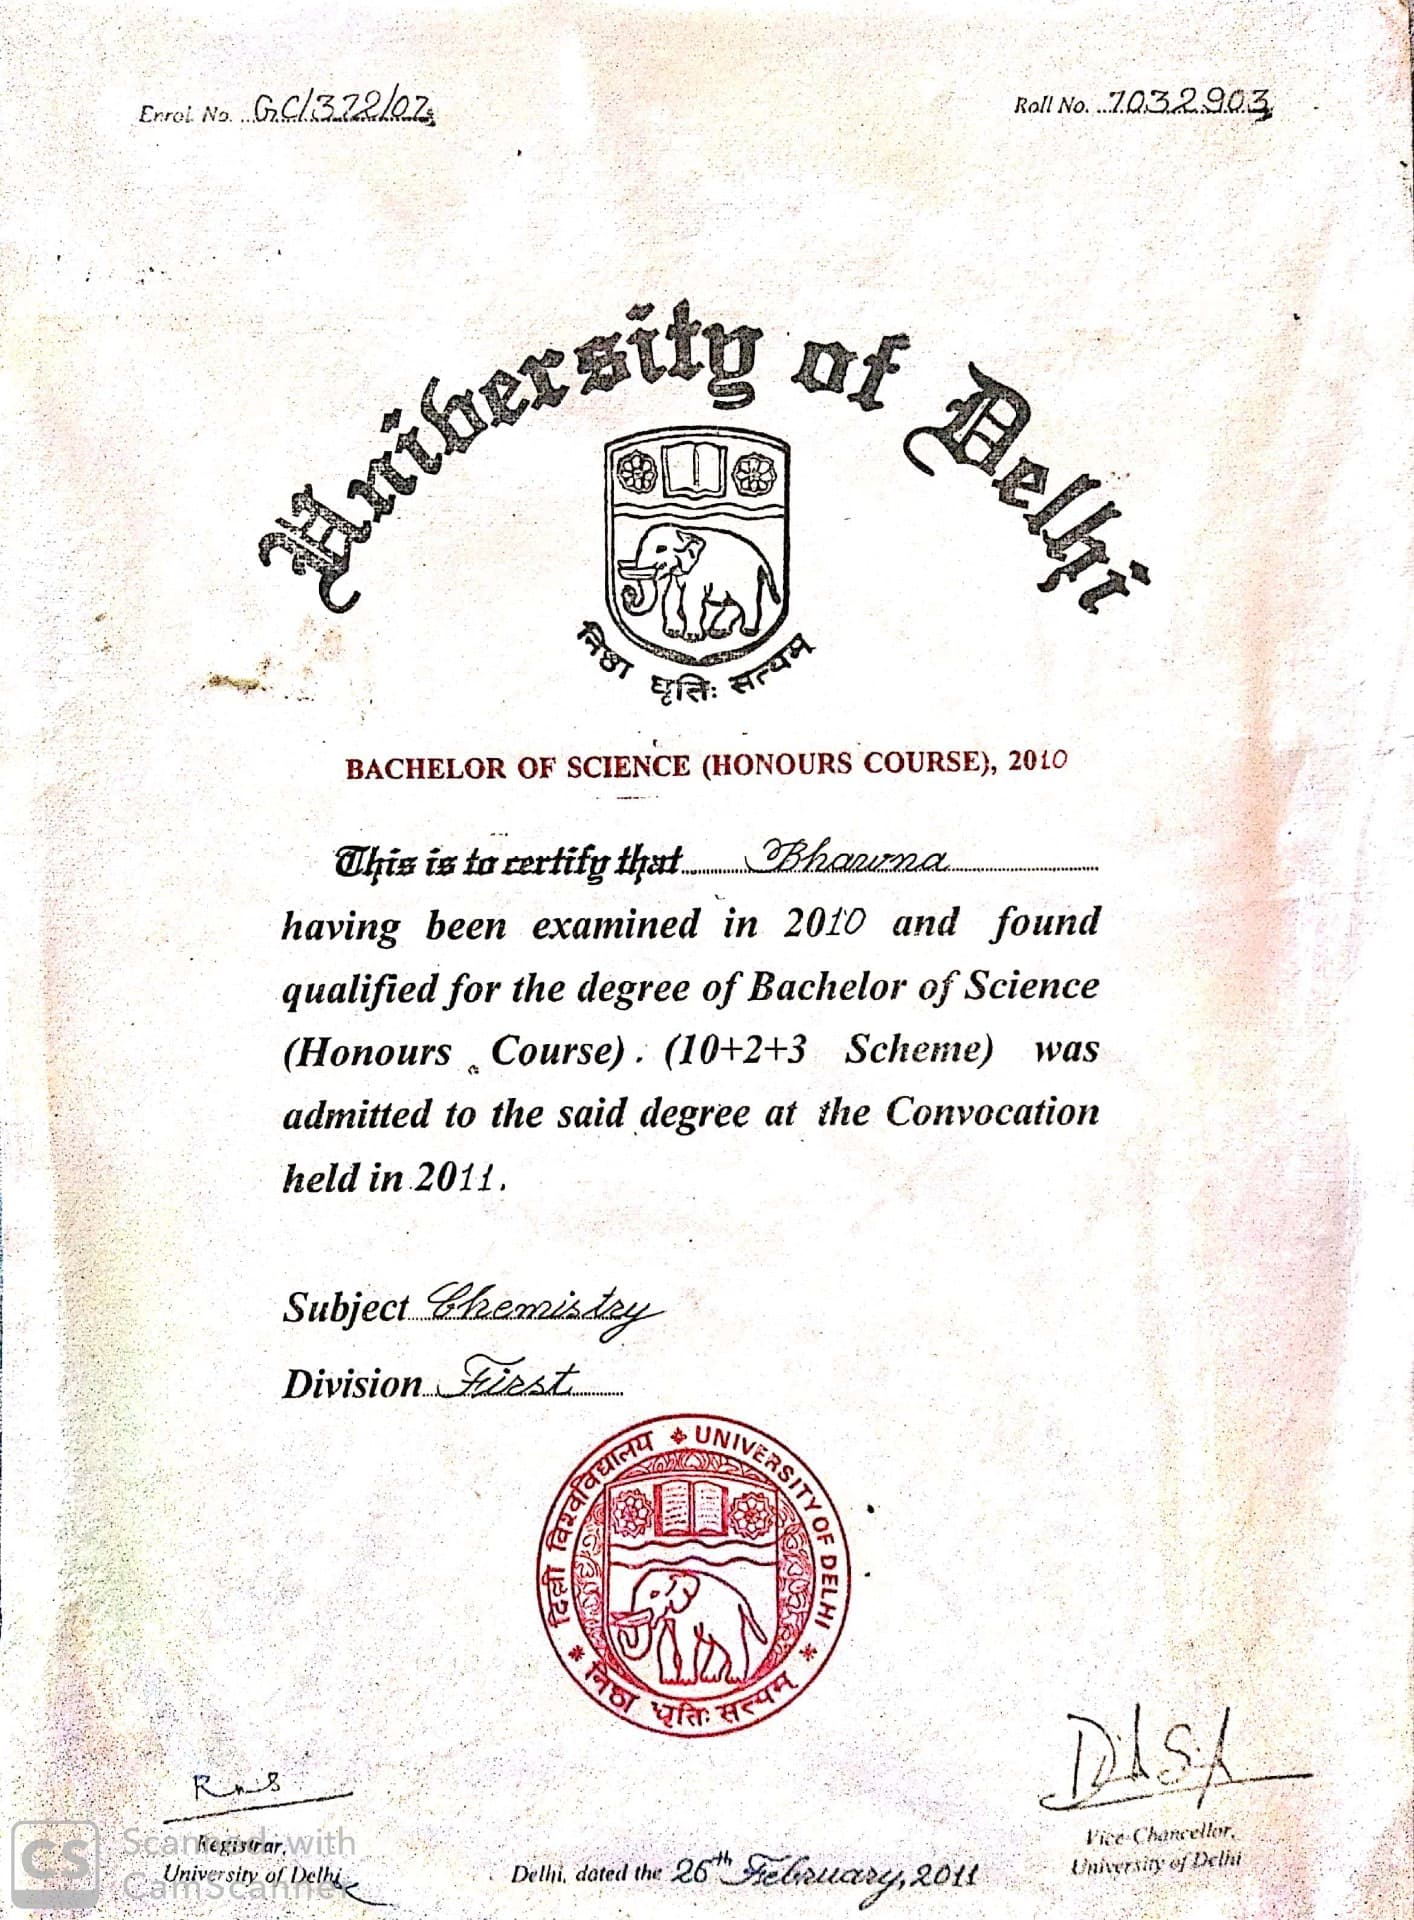 Enrol. No. GC/372/07
Roll No. 7032903
University of Delhi
निष्ठा धृतिः सत्यम्
BACHELOR OF SCIENCE (HONOURS COURSE), 2010
This is to certify that Bhawna
having been examined in 2010 and found
qualified for the degree of Bachelor of Science
(Honours Course). (10+2+3 Scheme) was
admitted to the said degree at the Convocation
held in 2011.
Subject Chemistry
Division First
दिल्ली विश्वविद्यालय UNIVERSITY OF DELHI
निष्ठा धृतिः सत्यम्
Registrar,
University of Delhi
Delhi, dated the 26th February, 2011
Vice-Chancellor,
University of Delhi
CS Scanned with
CamScanner